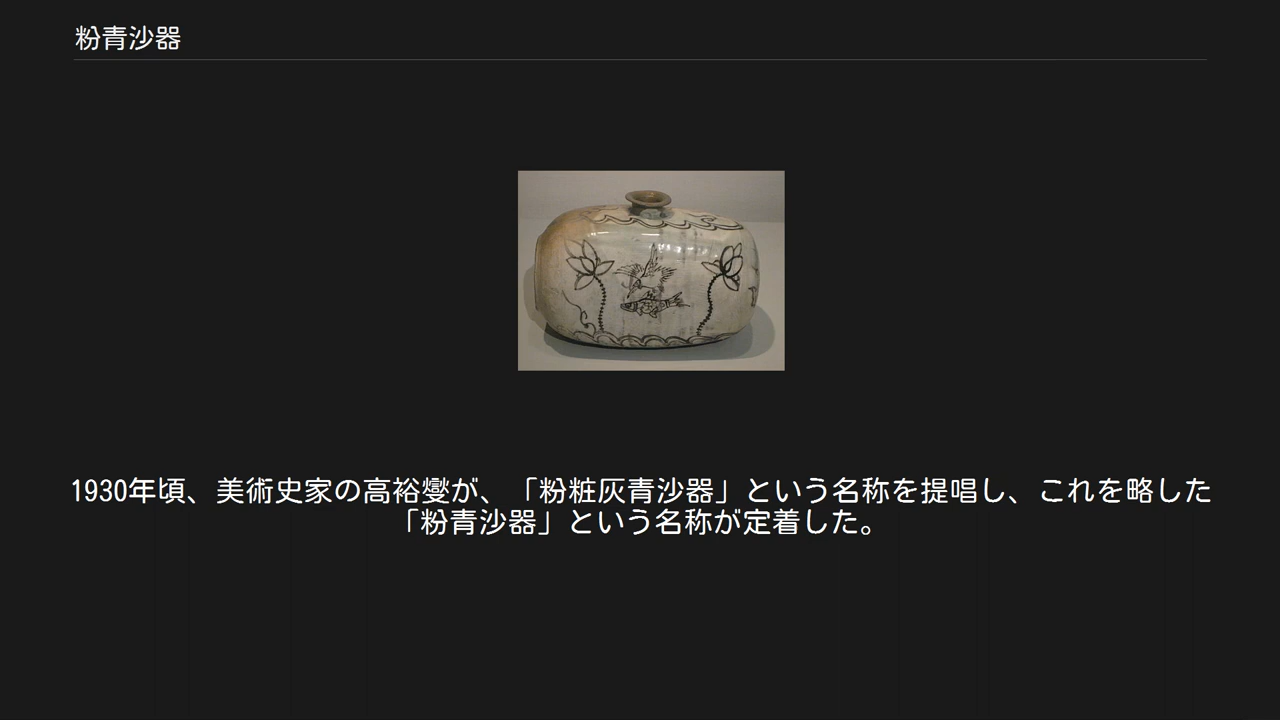 粉青沙器
1930年頃、美術史家の高裕燮が、「粉粧灰青沙器」という名称を提唱し、これを略した
「粉青沙器」という名称が定着した。